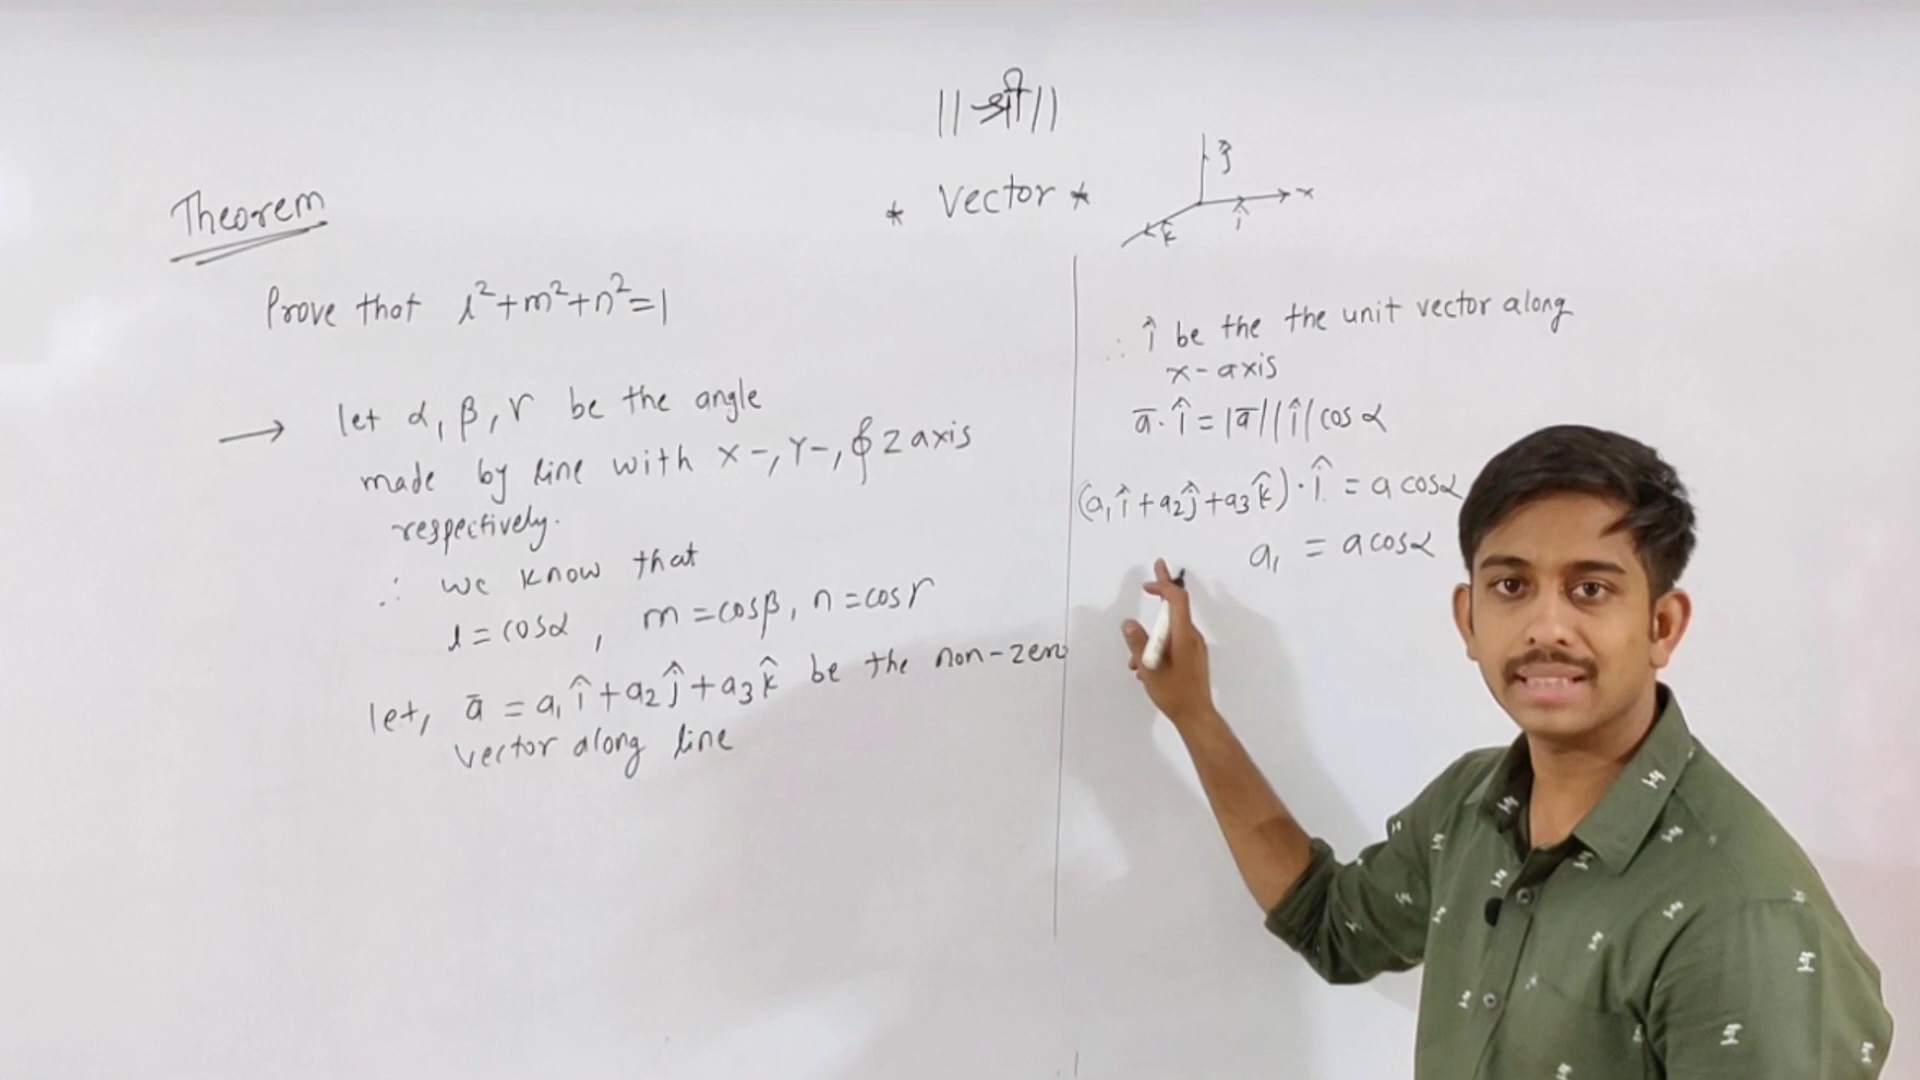 ||श्री||
* Vector *
ĵ
x
î
k̂
Theorem
Prove that l²+m²+n²=1
→ let α, β, γ be the angle
made by line with X-, Y-, & Z axis
respectively.
∴ we know that
l = cosα, m = cosβ, n = cosγ
let, a̅ = a₁î + a₂ĵ + a₃k̂ be the non-zero
vector along line
∴ î be the the unit vector along
x-axis
a̅·î = |a̅||î| cosα
(a₁î + a₂ĵ + a₃k̂)·î = a cosα
a₁ = a cosα